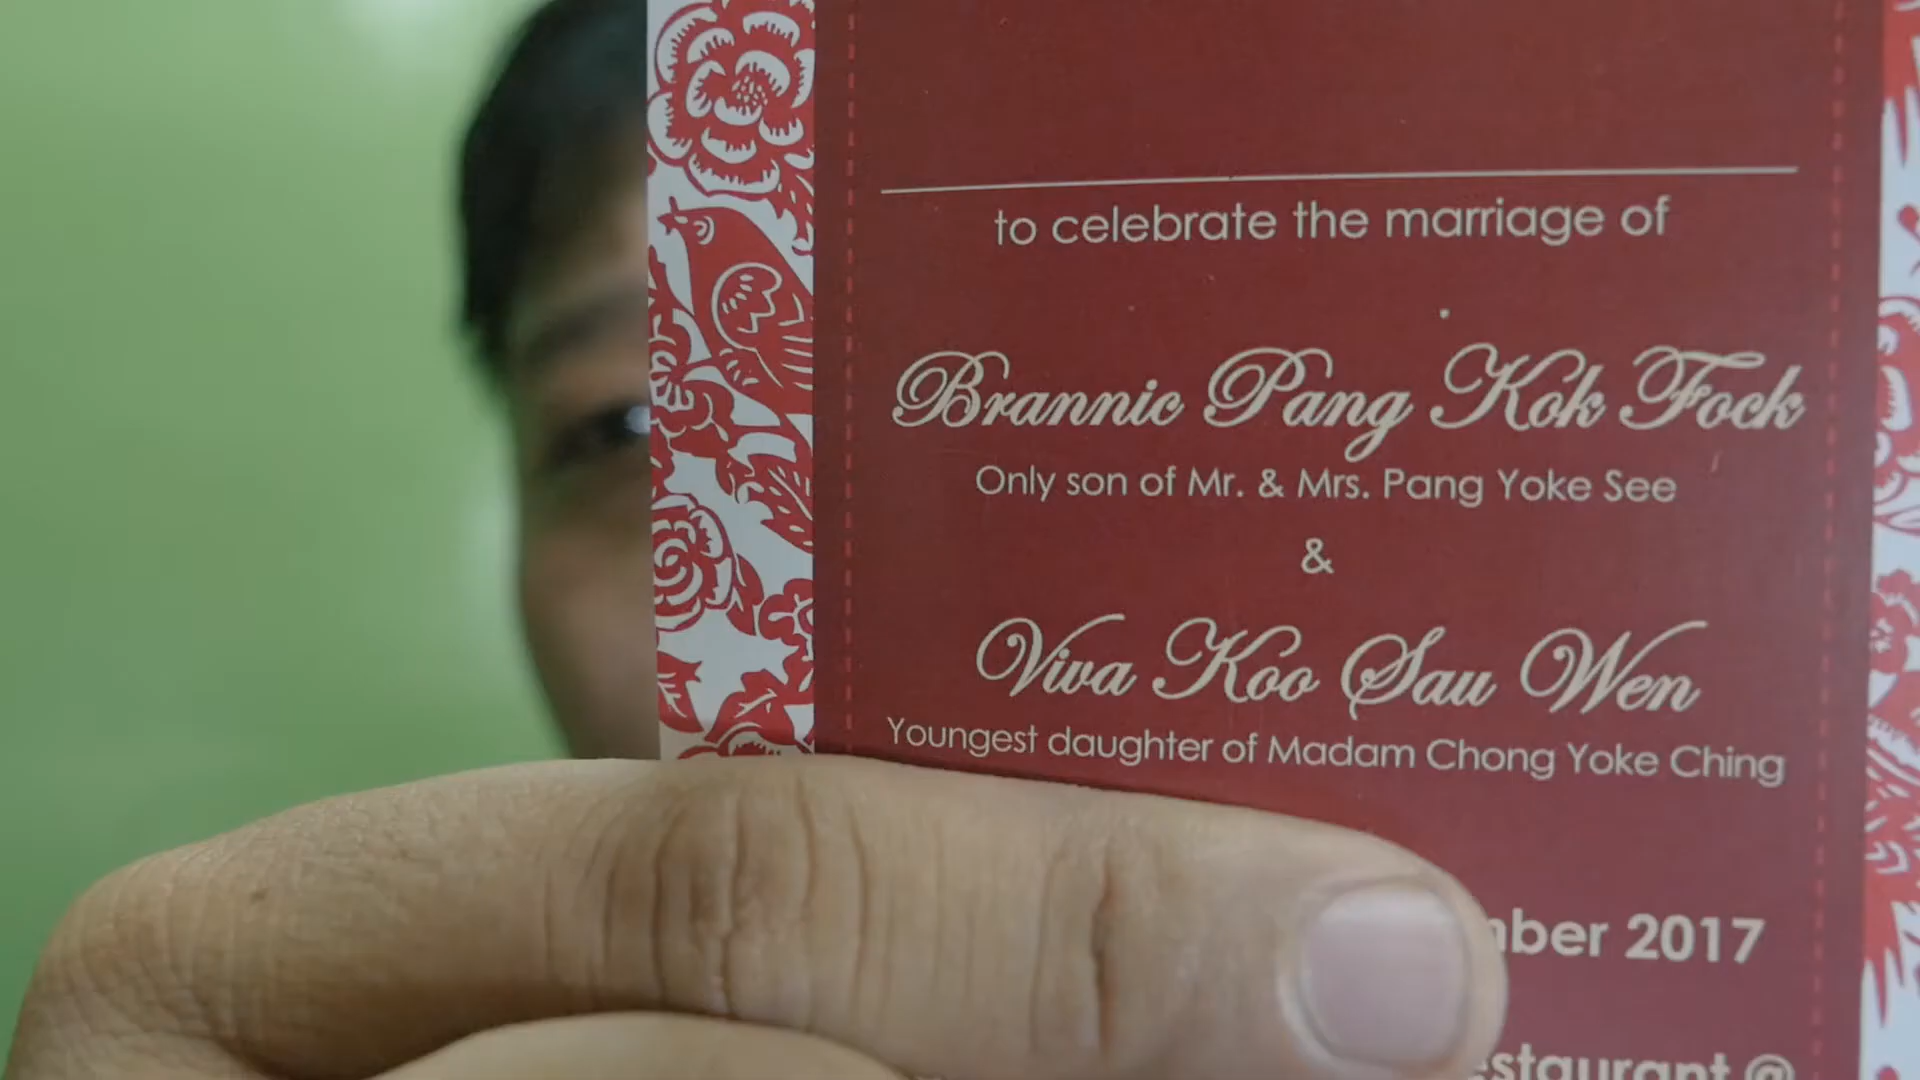 to celebrate the marriage of
Brannic Pang Kok Fock
Only son of Mr. & Mrs. Pang Yoke See
&
Viva Koo Sau Wen
Youngest daughter of Madam Chong Yoke Ching
2017
@